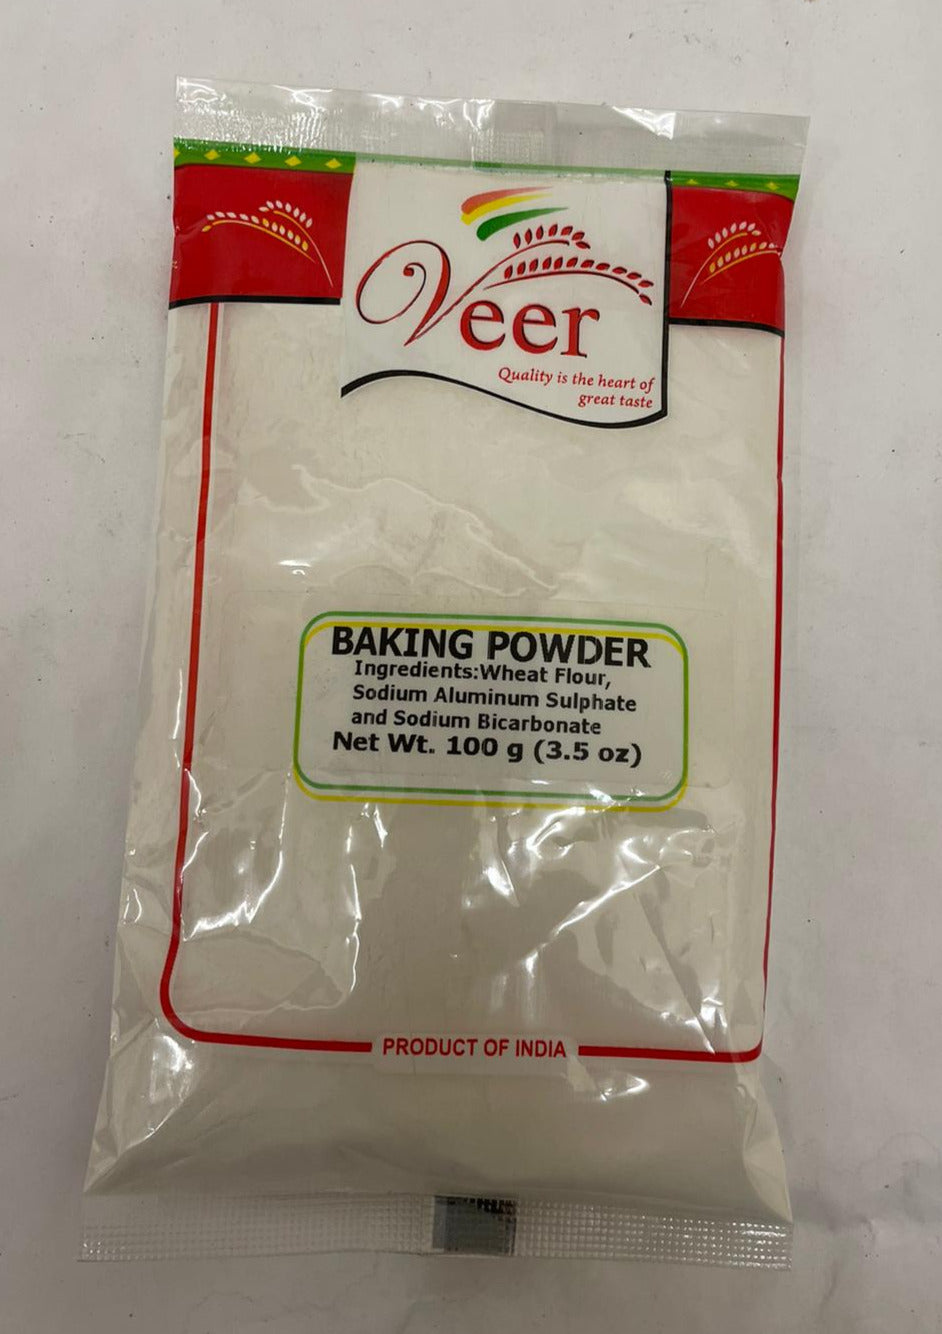 Veer
Quality is the heart of
great taste
BAKING POWDER
Ingredients:Wheat Flour,
Sodium Aluminum Sulphate
and Sodium Bicarbonate
Net Wt. 100 g (3.5 oz)
PRODUCT OF INDIA